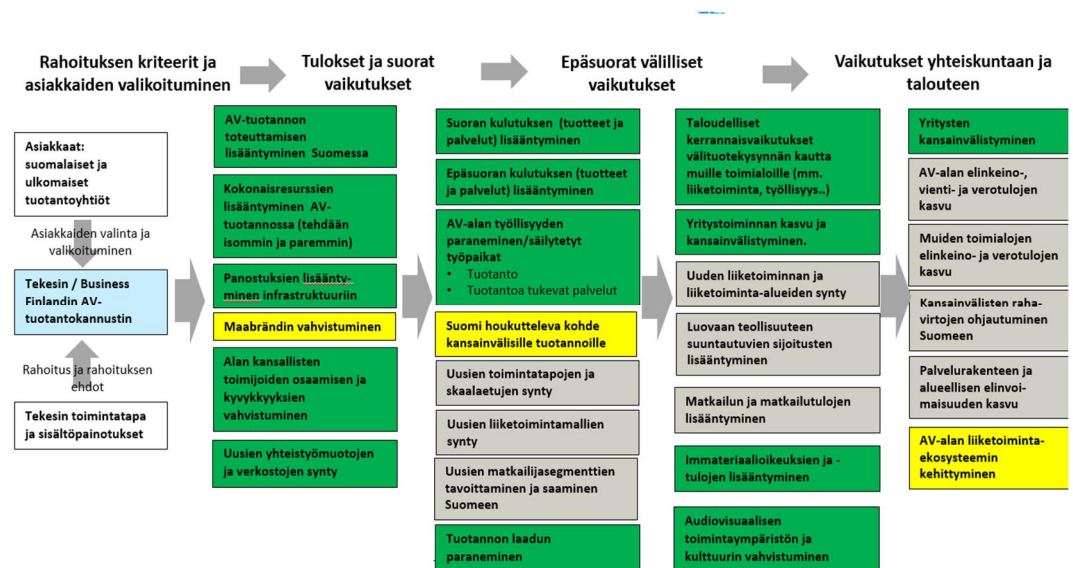 Rahoituksen kriteerit ja
asiakkaiden valikoituminen
Tulokset ja suorat
vaikutukset
Epäsuorat välilliset
vaikutukset
Vaikutukset yhteiskuntaan ja
talouteen
Asiakkaat:
suomalaiset ja
ulkomaiset
tuotantoyhtiöt
Asiakkaiden valinta ja
valikoituminen
Tekesin / Business
Finlandin AV-
tuotantokannustin
Rahoitus ja rahoituksen
ehdot
Tekesin toimintatapa
ja sisältöpainotukset
AV-tuotannon
toteuttamisen
lisääntyminen Suomessa
Kokonaisresurssien
lisääntyminen AV-
tuotannossa (tehdään
isommin ja paremmin)
Panostuksien lisäänty-
minen infrastruktuuriin
Maabrändin vahvistuminen
Alan kansallisten
toimijoiden osaamisen ja
kyvykkyyksien
vahvistuminen
Uusien yhteistyömuotojen
ja verkostojen synty
Suoran kulutuksen (tuotteet ja
palvelut) lisääntyminen
Epäsuoran kulutuksen (tuotteet
ja palvelut) lisääntyminen
AV-alan työllisyyden
paraneminen/säilytetyt
työpaikat
• Tuotanto
• Tuotantoa tukevat palvelut
Suomi houkutteleva kohde
kansainvälisille tuotannoille
Uusien toimintatapojen ja
skaalaetujen synty
Uusien liiketoimintamallien
synty
Uusien matkailijasegmenttien
tavoittaminen ja saaminen
Suomeen
Tuotannon laadun
paraneminen
Taloudelliset
kerrannaisvaikutukset
välituotekysynnän kautta
muille toimialoille (mm.
liiketoiminta, työllisyys..)
Yritystoiminnan kasvu ja
kansainvälistyminen.
Uuden liiketoiminnan ja
liiketoiminta-alueiden synty
Luovaan teollisuuteen
suuntautuvien sijoitusten
lisääntyminen
Matkailun ja matkailutulojen
lisääntyminen
Immateriaalioikeuksien ja -
tulojen lisääntyminen
Audiovisuaalisen
toimintaympäristön ja
kulttuurin vahvistuminen
Yritysten
kansainvälistyminen
AV-alan elinkeino-,
vienti- ja verotulojen
kasvu
Muiden toimialojen
elinkeino- ja verotulojen
kasvu
Kansainvälisten raha-
virtojen ohjautuminen
Suomeen
Palvelurakenteen ja
alueellisen elinvoi-
maisuuden kasvu
AV-alan liiketoiminta-
ekosysteemin
kehittyminen